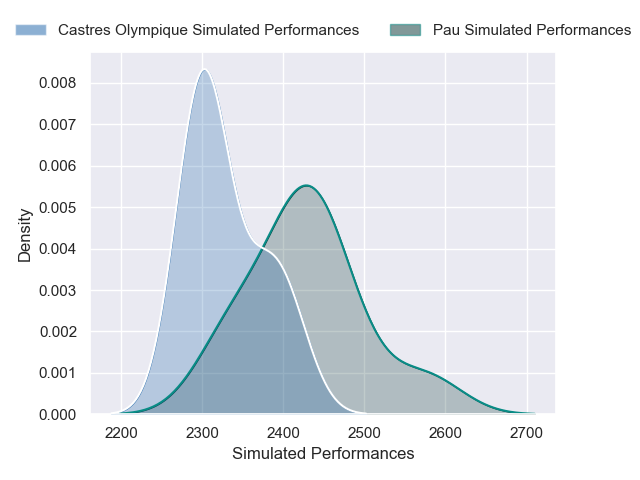 Castres Olympique Simulated Performances Pau Simulated Performances
0.008
0.007
0.006
0.005
0.004
0.003
0.002
0.001
0.000
Density
2200 2300 2400 2500 2600 2700
Simulated Performances